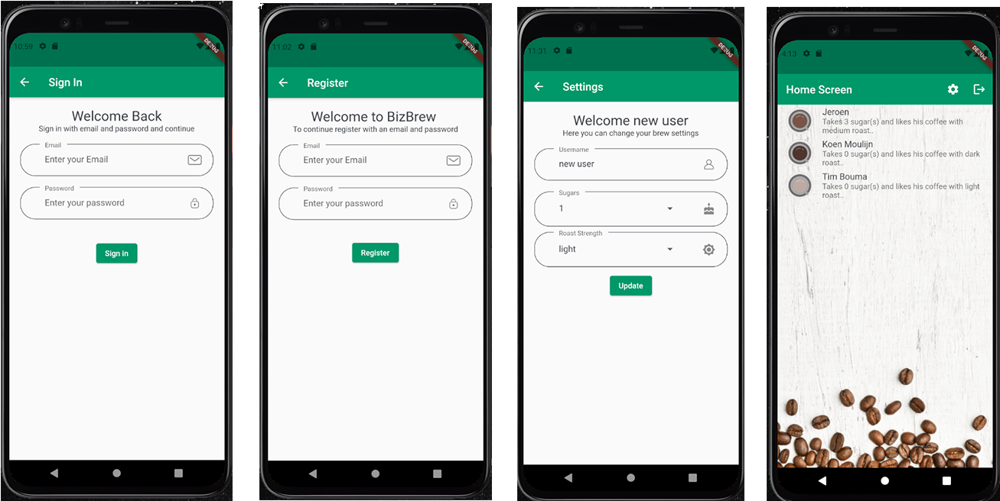 10:59
DEBUG
Sign In
Welcome Back
Sign in with email and password and continue
Email
Enter your Email
Password
Enter your password
Sign in
11:02
DEBUG
Register
Welcome to BizBrew
To continue register with an email and password
Email
Enter your Email
Password
Enter your password
Register
11:31
DEBUG
Settings
Welcome new user
Here you can change your brew settings
Username
new user
Sugars
1
Roast Strength
light
Update
4:13
DEBUG
Home Screen
Jeroen
Takes 3 sugar(s) and likes his coffee with
medium roast..
Koen Moulijn
Takes 0 sugar(s) and likes his coffee with dark
roast..
Tim Bouma
Takes 0 sugar(s) and likes his coffee with light
roast..